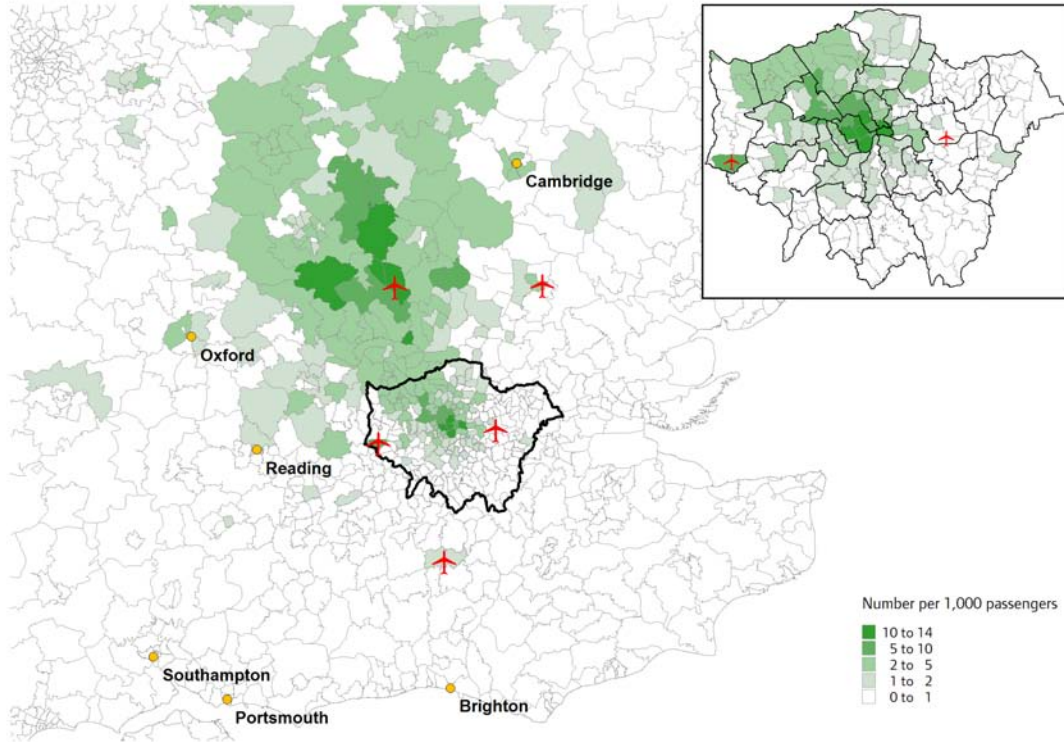 Cambridge
Oxford
Reading
Southampton
Portsmouth
Brighton
Number per 1,000 passengers
10 to 14
5 to 10
2 to 5
1 to 2
0 to 1